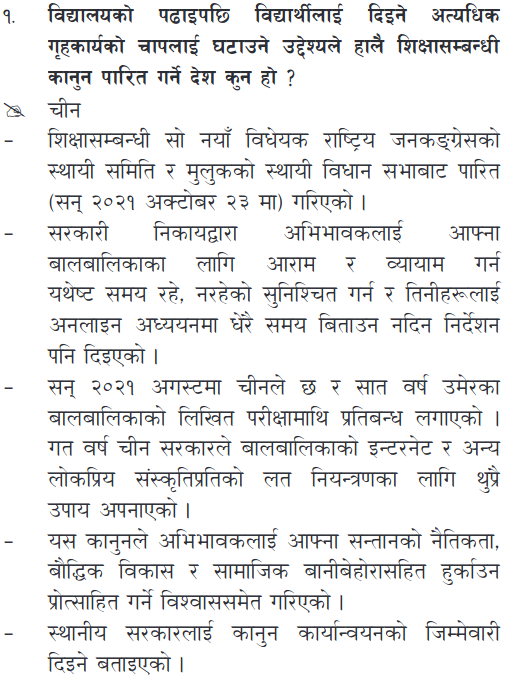 १. विद्यालयको पढाइपछि विद्यार्थीलाई दिइने अत्यधिक
गृहकार्यको चापलाई घटाउने उद्देश्यले हालै शिक्षासम्बन्धी
कानुन पारित गर्ने देश कुन हो ?
चीन
– शिक्षासम्बन्धी सो नयाँ विधेयक राष्ट्रिय जनकङ्ग्रेसको
स्थायी समिति र मुलुकको स्थायी विधान सभाबाट पारित
(सन् २०२१ अक्टोबर २३ मा) गरिएको ।
– सरकारी निकायद्वारा अभिभावकलाई आफ्ना
बालबालिकाका लागि आराम र व्यायाम गर्न
यथेष्ट समय रहे, नरहेको सुनिश्चित गर्न र तिनीहरूलाई
अनलाइन अध्ययनमा धेरै समय बिताउन नदिन निर्देशन
पनि दिइएको ।
– सन् २०२१ अगस्टमा चीनले छ र सात वर्ष उमेरका
बालबालिकाको लिखित परीक्षामाथि प्रतिबन्ध लगाएको ।
गत वर्ष चीन सरकारले बालबालिकाको इन्टरनेट र अन्य
लोकप्रिय संस्कृतिप्रतिको लत नियन्त्रणका लागि थुप्रै
उपाय अपनाएको ।
– यस कानुनले अभिभावकलाई आफ्ना सन्तानको नैतिकता,
बौद्धिक विकास र सामाजिक बानीबेहोरासहित हुर्काउन
प्रोत्साहित गर्ने विश्वाससमेत गरिएको ।
– स्थानीय सरकारलाई कानुन कार्यान्वयनको जिम्मेवारी
दिइने बताइएको ।